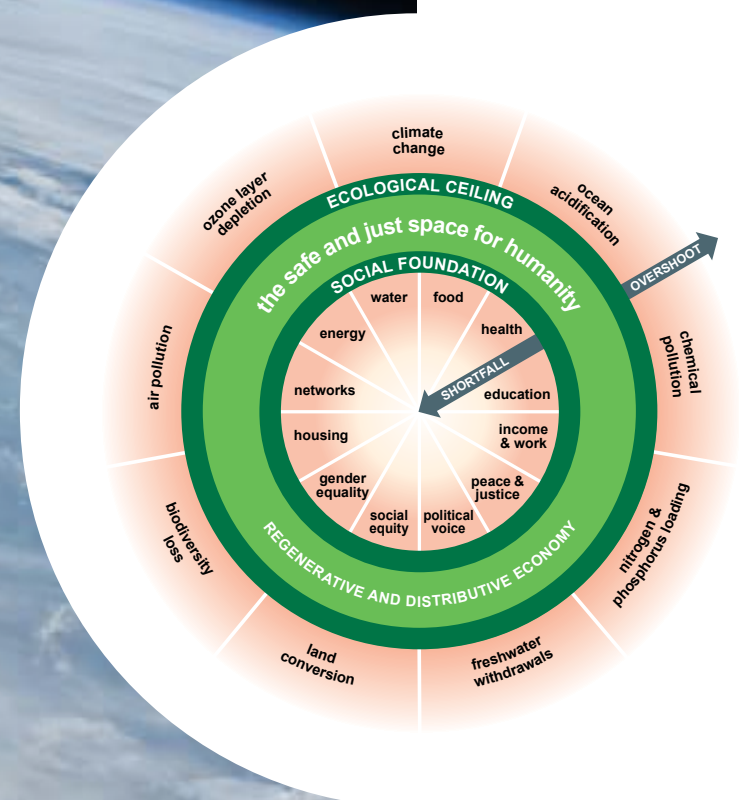 climate
change
ocean
acidification
OVERSHOOT
chemical
pollution
nitrogen &
phosphorus loading
freshwater
withdrawals
land
conversion
biodiversity
loss
air pollution
ozone layer
depletion
ECOLOGICAL CEILING
the safe and just space for humanity
SOCIAL FOUNDATION
water
food
health
SHORTFALL
education
income
& work
peace &
justice
political
voice
social
equity
gender
equality
housing
networks
energy
REGENERATIVE AND DISTRIBUTIVE ECONOMY